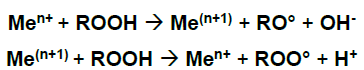 Meⁿ⁺ + ROOH → Me⁽ⁿ⁺¹⁾ + RO° + OH⁻
Me⁽ⁿ⁺¹⁾ + ROOH → Meⁿ⁺ + ROO° + H⁺